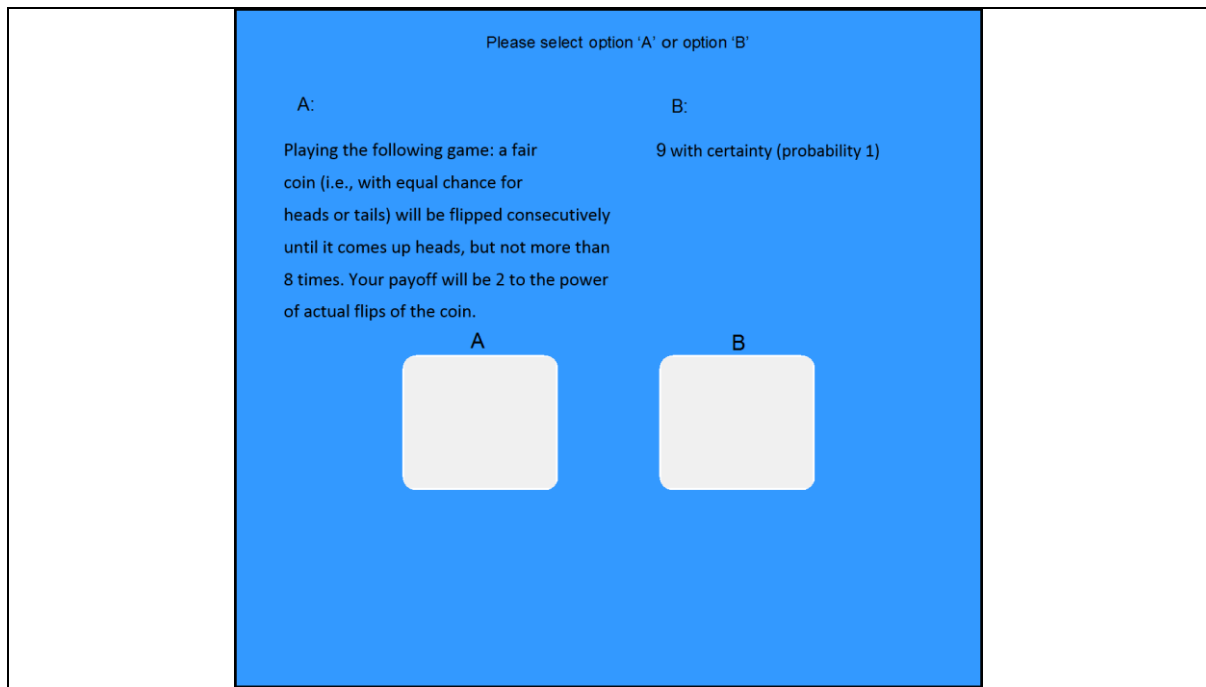 Please select option ‘A’ or option ‘B’
A:
Playing the following game: a fair
coin (i.e., with equal chance for
heads or tails) will be flipped consecutively
until it comes up heads, but not more than
8 times. Your payoff will be 2 to the power
of actual flips of the coin.
B:
9 with certainty (probability 1)
A
B